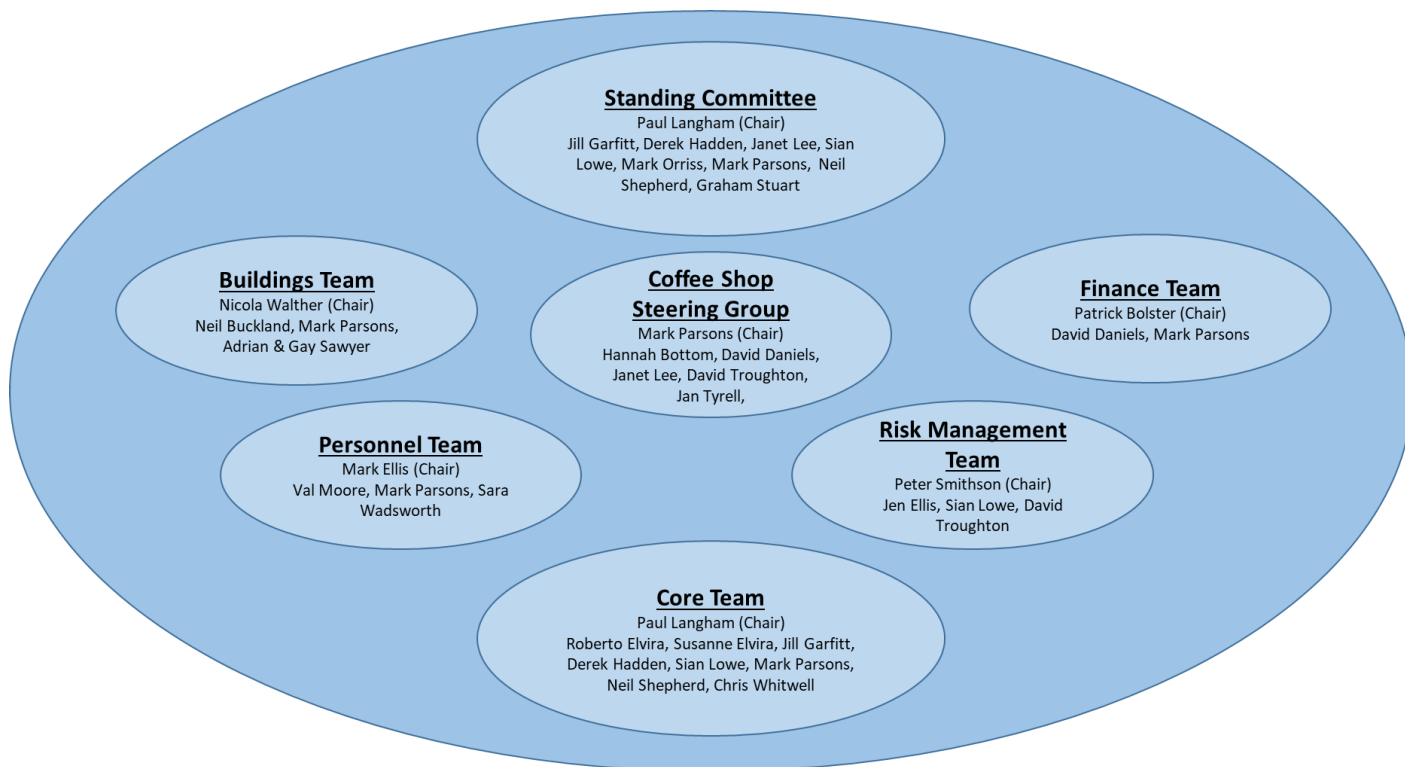 Standing Committee
Paul Langham (Chair)
Jill Garfitt, Derek Hadden, Janet Lee, Sian
Lowe, Mark Orriss, Mark Parsons, Neil
Shepherd, Graham Stuart
Buildings Team
Nicola Walther (Chair)
Neil Buckland, Mark Parsons,
Adrian & Gay Sawyer
Coffee Shop
Steering Group
Mark Parsons (Chair)
Hannah Bottom, David Daniels,
Janet Lee, David Troughton,
Jan Tyrell,
Finance Team
Patrick Bolster (Chair)
David Daniels, Mark Parsons
Personnel Team
Mark Ellis (Chair)
Val Moore, Mark Parsons, Sara
Wadsworth
Risk Management
Team
Peter Smithson (Chair)
Jen Ellis, Sian Lowe, David
Troughton
Core Team
Paul Langham (Chair)
Roberto Elvira, Susanne Elvira, Jill Garfitt,
Derek Hadden, Sian Lowe, Mark Parsons,
Neil Shepherd, Chris Whitwell